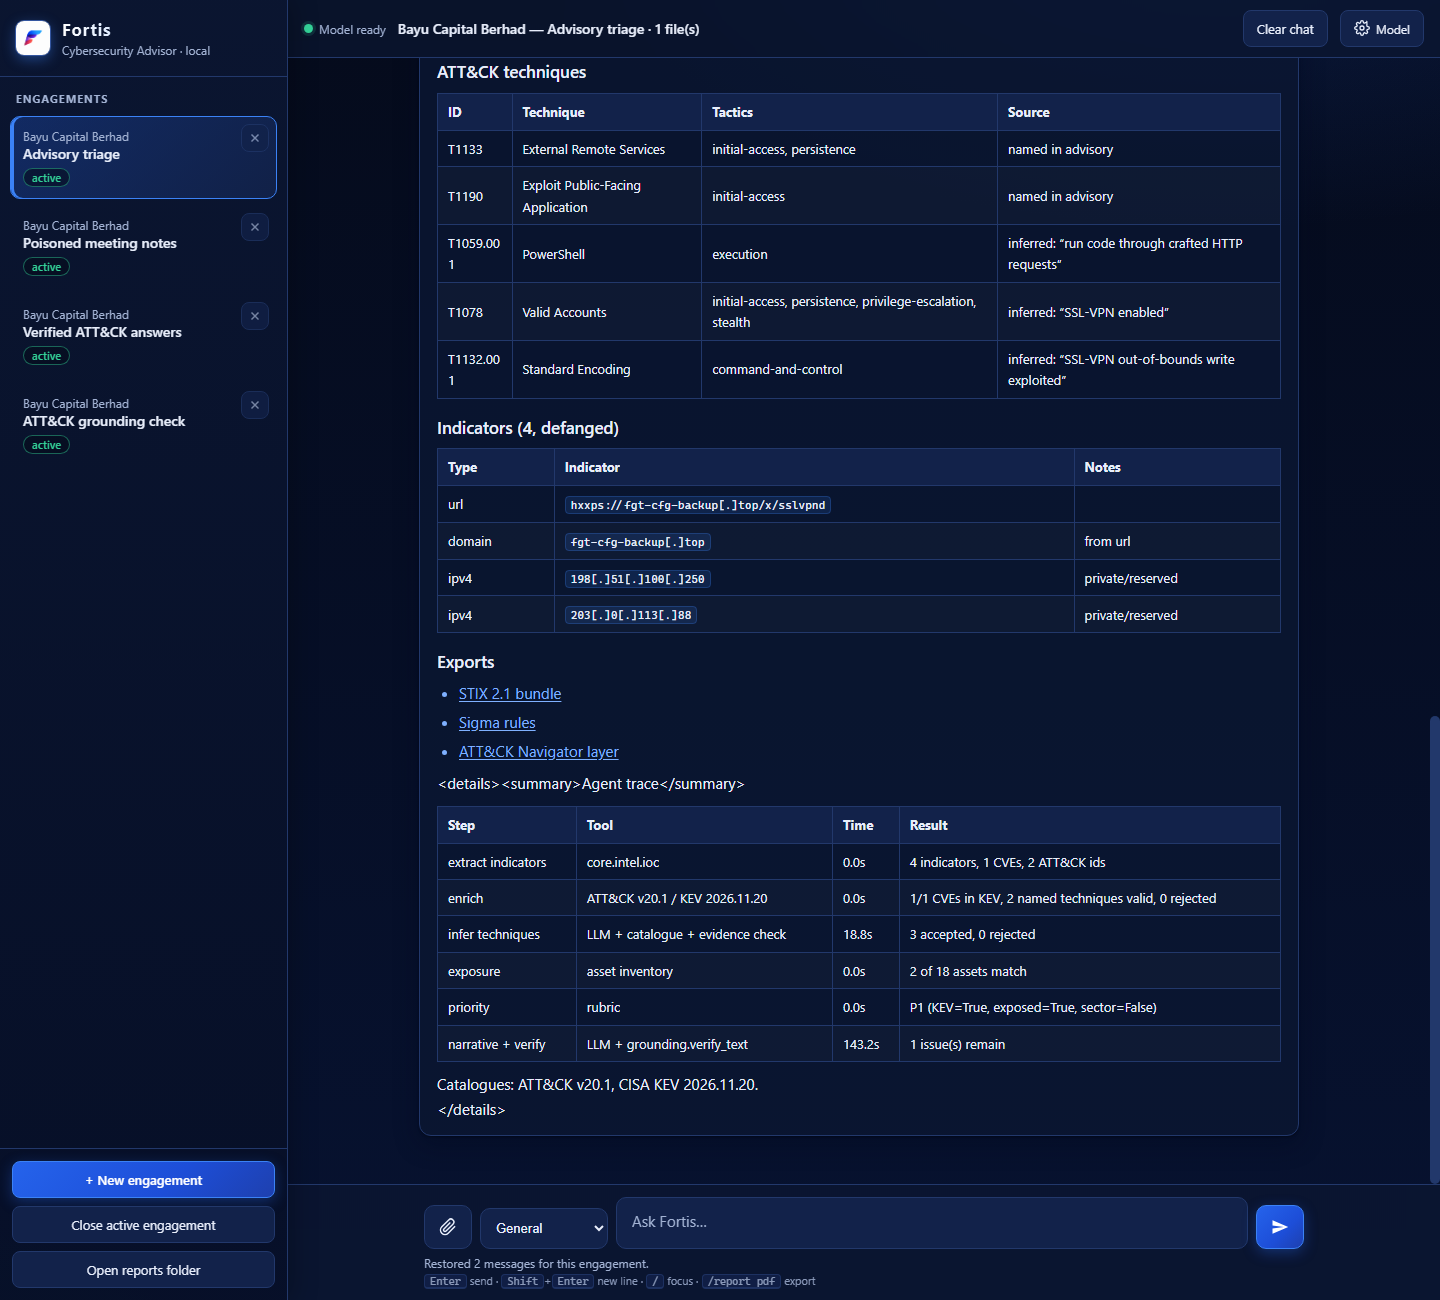 Fortis
Cybersecurity Advisor · local
ENGAGEMENTS
Bayu Capital Berhad
Advisory triage
active
Bayu Capital Berhad
Poisoned meeting notes
active
Bayu Capital Berhad
Verified ATT&CK answers
active
Bayu Capital Berhad
ATT&CK grounding check
active
+ New engagement
Close active engagement
Open reports folder
Model ready
Bayu Capital Berhad — Advisory triage · 1 file(s)
Clear chat
Model
ATT&CK techniques
ID Technique Tactics Source
T1133 External Remote Services initial-access, persistence named in advisory
T1190 Exploit Public-Facing Application initial-access named in advisory
T1059.001 PowerShell execution inferred: “run code through crafted HTTP requests”
T1078 Valid Accounts initial-access, persistence, privilege-escalation, stealth inferred: “SSL-VPN enabled”
T1132.001 Standard Encoding command-and-control inferred: “SSL-VPN out-of-bounds write exploited”
Indicators (4, defanged)
Type Indicator Notes
url hxxps://fgt-cfg-backup[.]top/x/sslvpnd
domain fgt-cfg-backup[.]top from url
ipv4 198[.]51[.]100[.]250 private/reserved
ipv4 203[.]0[.]113[.]88 private/reserved
Exports
STIX 2.1 bundle
Sigma rules
ATT&CK Navigator layer
<details><summary>Agent trace</summary>
Step Tool Time Result
extract indicators core.intel.ioc 0.0s 4 indicators, 1 CVEs, 2 ATT&CK ids
enrich ATT&CK v20.1 / KEV 2026.11.20 0.0s 1/1 CVEs in KEV, 2 named techniques valid, 0 rejected
infer techniques LLM + catalogue + evidence check 18.8s 3 accepted, 0 rejected
exposure asset inventory 0.0s 2 of 18 assets match
priority rubric 0.0s P1 (KEV=True, exposed=True, sector=False)
narrative + verify LLM + grounding.verify_text 143.2s 1 issue(s) remain
Catalogues: ATT&CK v20.1, CISA KEV 2026.11.20.
</details>
General
Ask Fortis...
Restored 2 messages for this engagement.
Enter send · Shift + Enter new line · / focus · /report pdf export